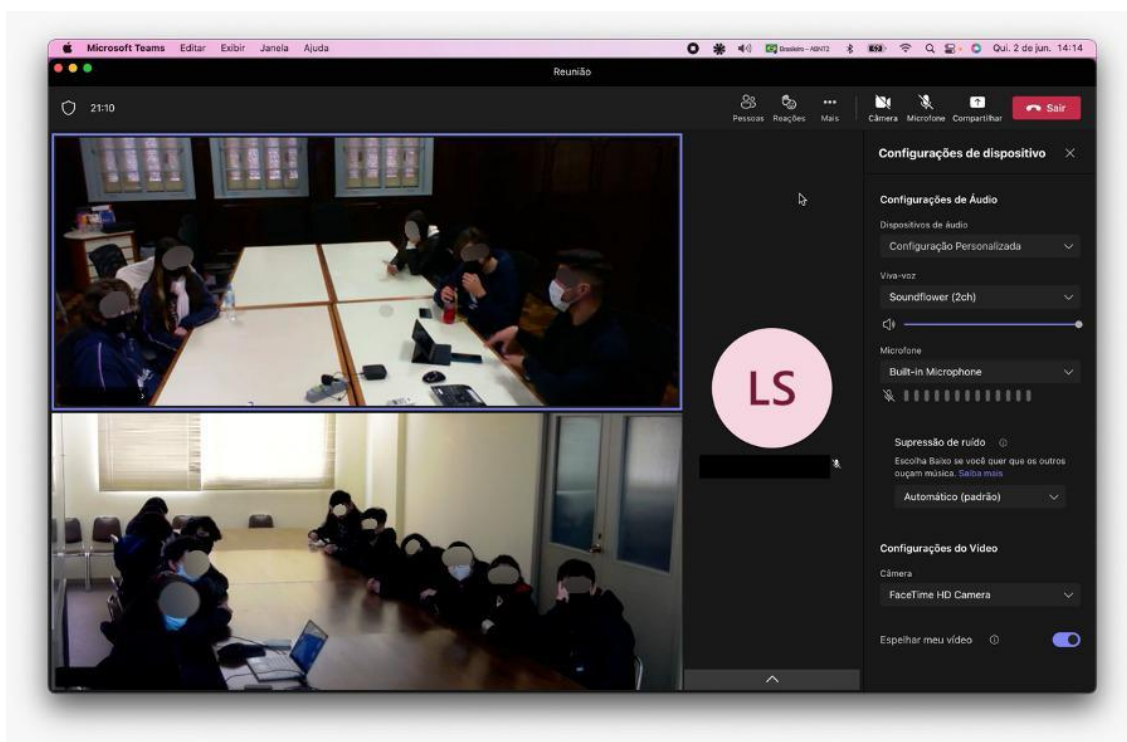 Microsoft Teams Editar Exibir Janela Ajuda
Brasileiro - ABNT2
Qui. 2 de jun. 14:14
Reunião
21:10
Pessoas Reações Mais
Câmera Microfone Compartilhar
Sair
Configurações de dispositivo
Configurações de Áudio
Dispositivos de áudio
Configuração Personalizada
Viva-voz
Soundflower (2ch)
Microfone
Built-in Microphone
LS
Supressão de ruído
Escolha Baixo se você quer que os outros
ouçam música. Saiba mais
Automático (padrão)
Configurações do Vídeo
Câmera
FaceTime HD Camera
Espelhar meu vídeo